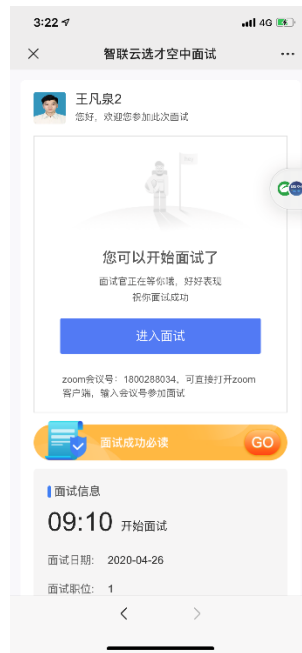 3:22
4G
智联云选才空中面试
王凡泉2
您好，欢迎您参加此次面试
您可以开始面试了
面试官正在等你哦，好好表现
祝你面试成功
进入面试
zoom会议号：1800288034，可直接打开zoom
客户端，输入会议号参加面试
面试成功必读
GO
面试信息
09:10 开始面试
面试日期: 2020-04-26
面试职位: 1